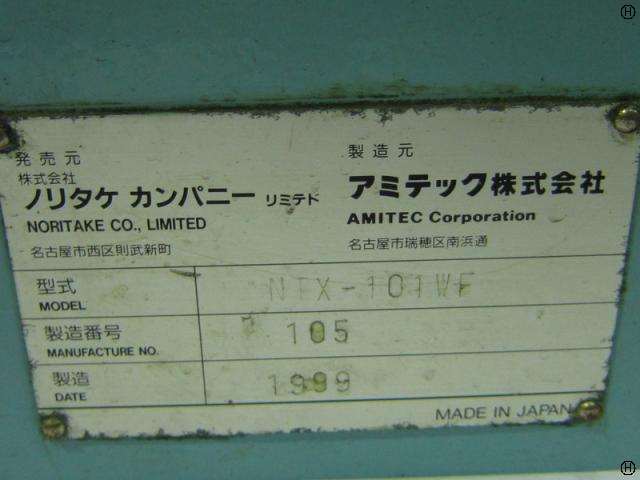 発売元
株式会社
ノリタケ カンパニー リミテド
NORITAKE CO., LIMITED
名古屋市西区則武新町
製造元
アミテック株式会社
AMITEC Corporation
名古屋市瑞穂区南浜通
型式 MODEL NTX-101WF
製造番号 MANUFACTURE NO. 105
製造 DATE 1999
MADE IN JAPAN
H
H